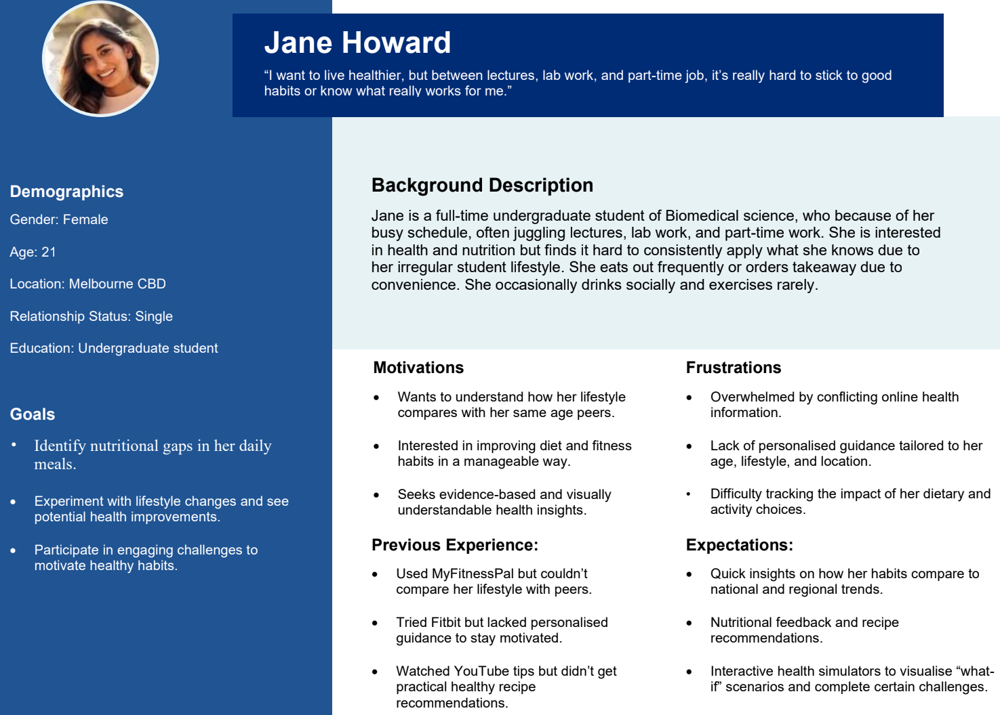 Jane Howard
“I want to live healthier, but between lectures, lab work, and part-time job, it’s really hard to stick to good
habits or know what really works for me.”
Demographics
Gender: Female
Age: 21
Location: Melbourne CBD
Relationship Status: Single
Education: Undergraduate student
Goals
• Identify nutritional gaps in her daily
meals.
• Experiment with lifestyle changes and see
potential health improvements.
• Participate in engaging challenges to
motivate healthy habits.
Background Description
Jane is a full-time undergraduate student of Biomedical science, who because of her
busy schedule, often juggling lectures, lab work, and part-time work. She is interested
in health and nutrition but finds it hard to consistently apply what she knows due to
her irregular student lifestyle. She eats out frequently or orders takeaway due to
convenience. She occasionally drinks socially and exercises rarely.
Motivations
• Wants to understand how her lifestyle
compares with her same age peers.
• Interested in improving diet and fitness
habits in a manageable way.
• Seeks evidence-based and visually
understandable health insights.
Frustrations
• Overwhelmed by conflicting online health
information.
• Lack of personalised guidance tailored to her
age, lifestyle, and location.
• Difficulty tracking the impact of her dietary and
activity choices.
Previous Experience:
• Used MyFitnessPal but couldn’t
compare her lifestyle with peers.
• Tried Fitbit but lacked personalised
guidance to stay motivated.
• Watched YouTube tips but didn’t get
practical healthy recipe
recommendations.
Expectations:
• Quick insights on how her habits compare to
national and regional trends.
• Nutritional feedback and recipe
recommendations.
• Interactive health simulators to visualise “what-
if” scenarios and complete certain challenges.